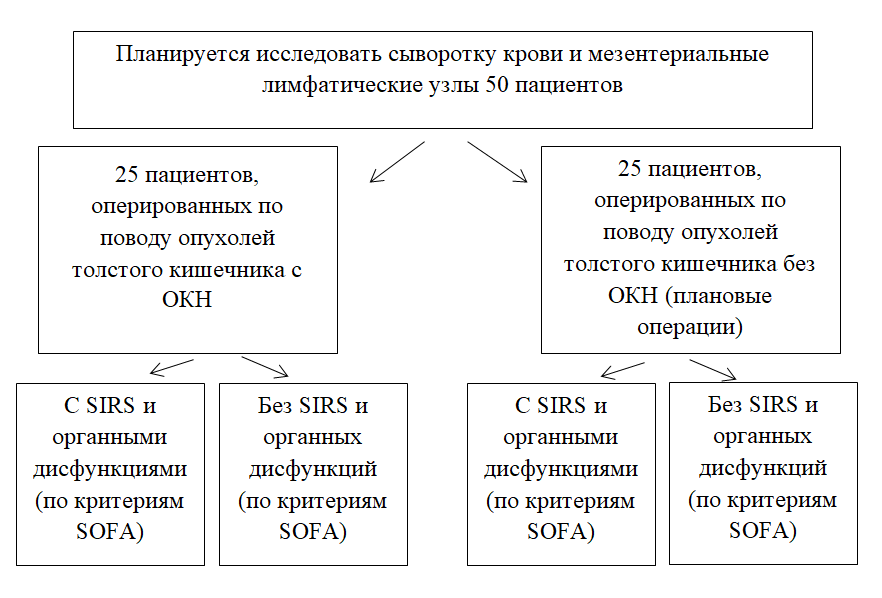 Планируется исследовать сыворотку крови и мезентериальные
лимфатические узлы 50 пациентов
25 пациентов,
оперированных по
поводу опухолей
толстого кишечника с
ОКН
25 пациентов,
оперированных по
поводу опухолей
толстого кишечника без
ОКН (плановые
операции)
С SIRS и
органными
дисфункциями
(по критериям
SOFA)
Без SIRS и
органных
дисфункций
(по критериям
SOFA)
С SIRS и
органными
дисфункциями
(по критериям
SOFA)
Без SIRS и
органных
дисфункций
(по критериям
SOFA)